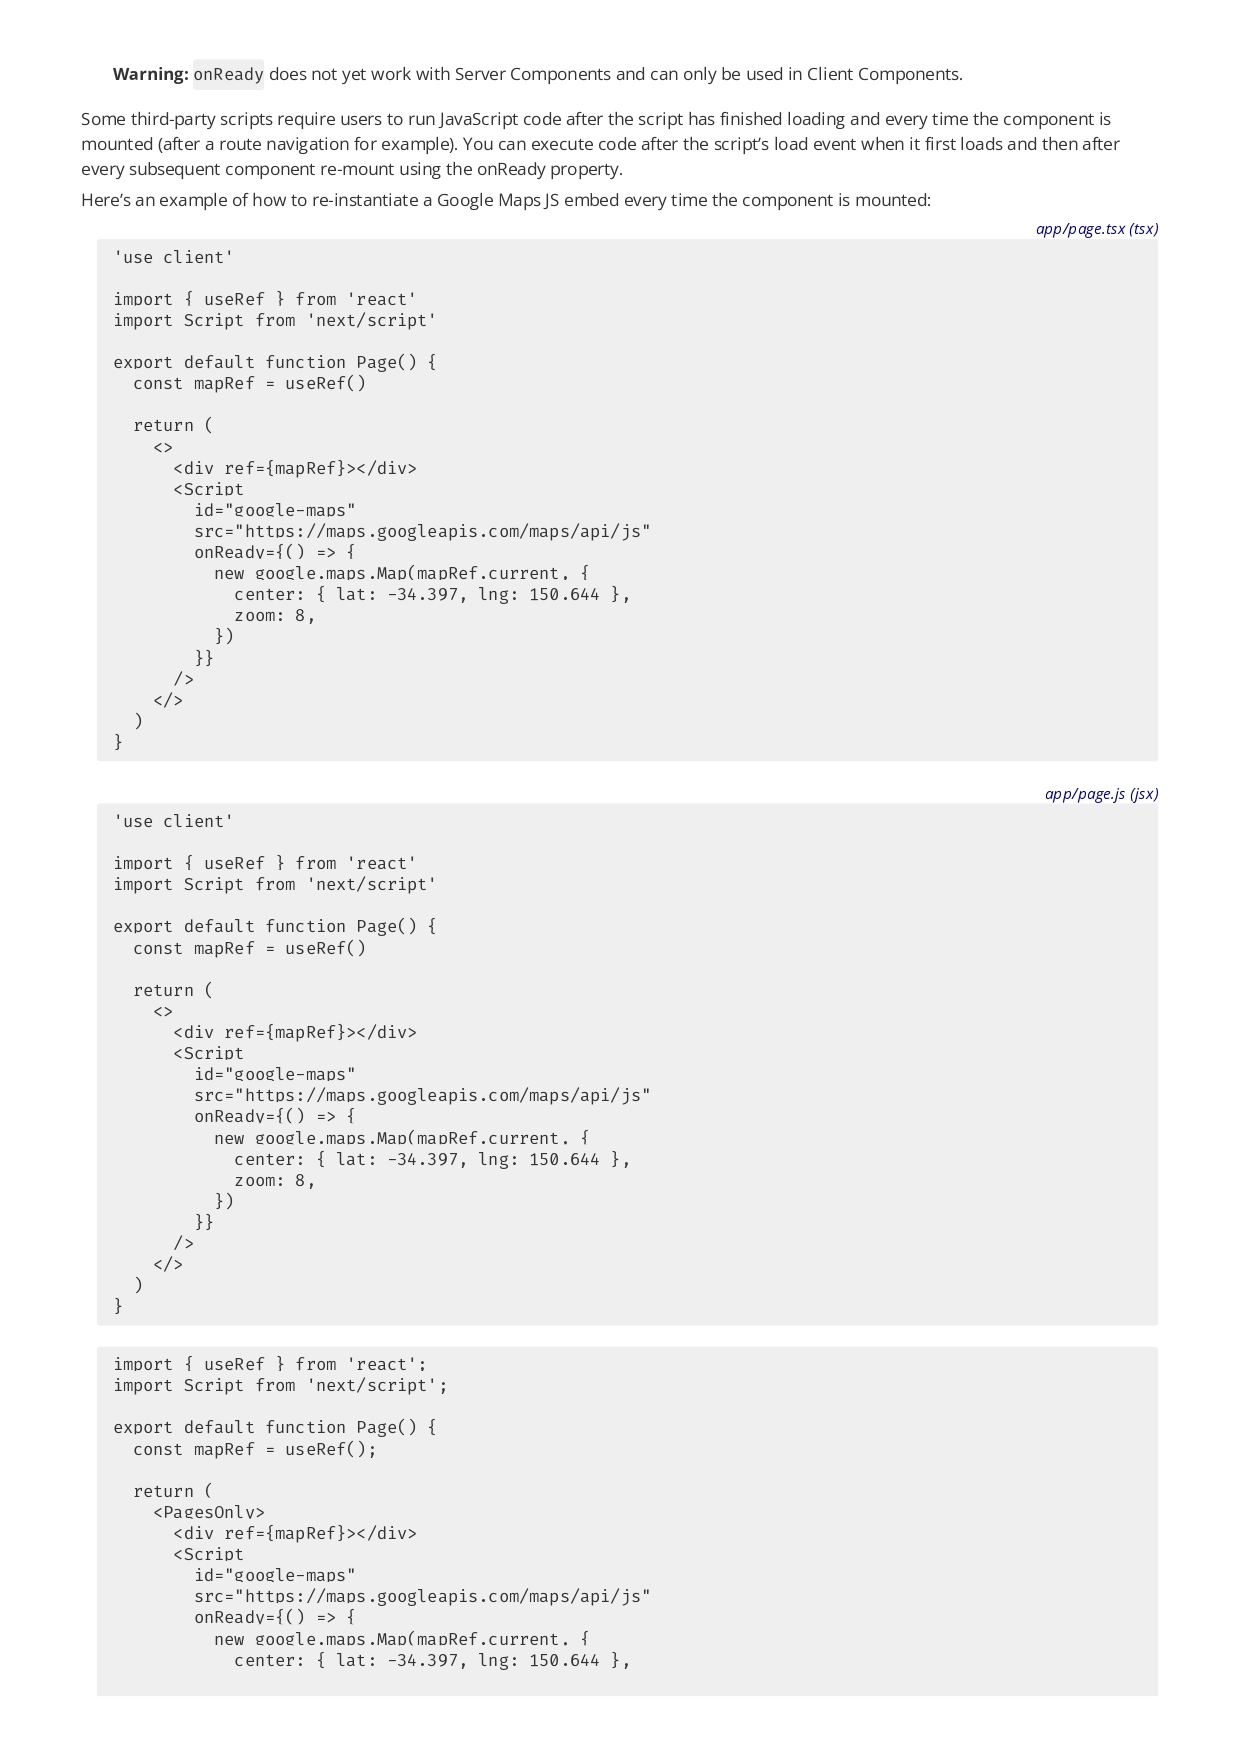 Warning: onReady does not yet work with Server Components and can only be used in Client Components.
Some third-party scripts require users to run JavaScript code after the script has finished loading and every time the component is
mounted (after a route navigation for example). You can execute code after the script’s load event when it first loads and then after
every subsequent component re-mount using the onReady property.
Here’s an example of how to re-instantiate a Google Maps JS embed every time the component is mounted:
app/page.tsx (tsx)
'use client'

import { useRef } from 'react'
import Script from 'next/script'

export default function Page() {
  const mapRef = useRef()

  return (
    <>
      <div ref={mapRef}></div>
      <Script
        id="google-maps"
        src="https://maps.googleapis.com/maps/api/js"
        onReady={() => {
          new google.maps.Map(mapRef.current, {
            center: { lat: -34.397, lng: 150.644 },
            zoom: 8,
          })
        }}
      />
    </>
  )
}
app/page.js (jsx)
'use client'

import { useRef } from 'react'
import Script from 'next/script'

export default function Page() {
  const mapRef = useRef()

  return (
    <>
      <div ref={mapRef}></div>
      <Script
        id="google-maps"
        src="https://maps.googleapis.com/maps/api/js"
        onReady={() => {
          new google.maps.Map(mapRef.current, {
            center: { lat: -34.397, lng: 150.644 },
            zoom: 8,
          })
        }}
      />
    </>
  )
}
import { useRef } from 'react';
import Script from 'next/script';

export default function Page() {
  const mapRef = useRef();

  return (
    <PagesOnly>
      <div ref={mapRef}></div>
      <Script
        id="google-maps"
        src="https://maps.googleapis.com/maps/api/js"
        onReady={() => {
          new google.maps.Map(mapRef.current, {
            center: { lat: -34.397, lng: 150.644 },